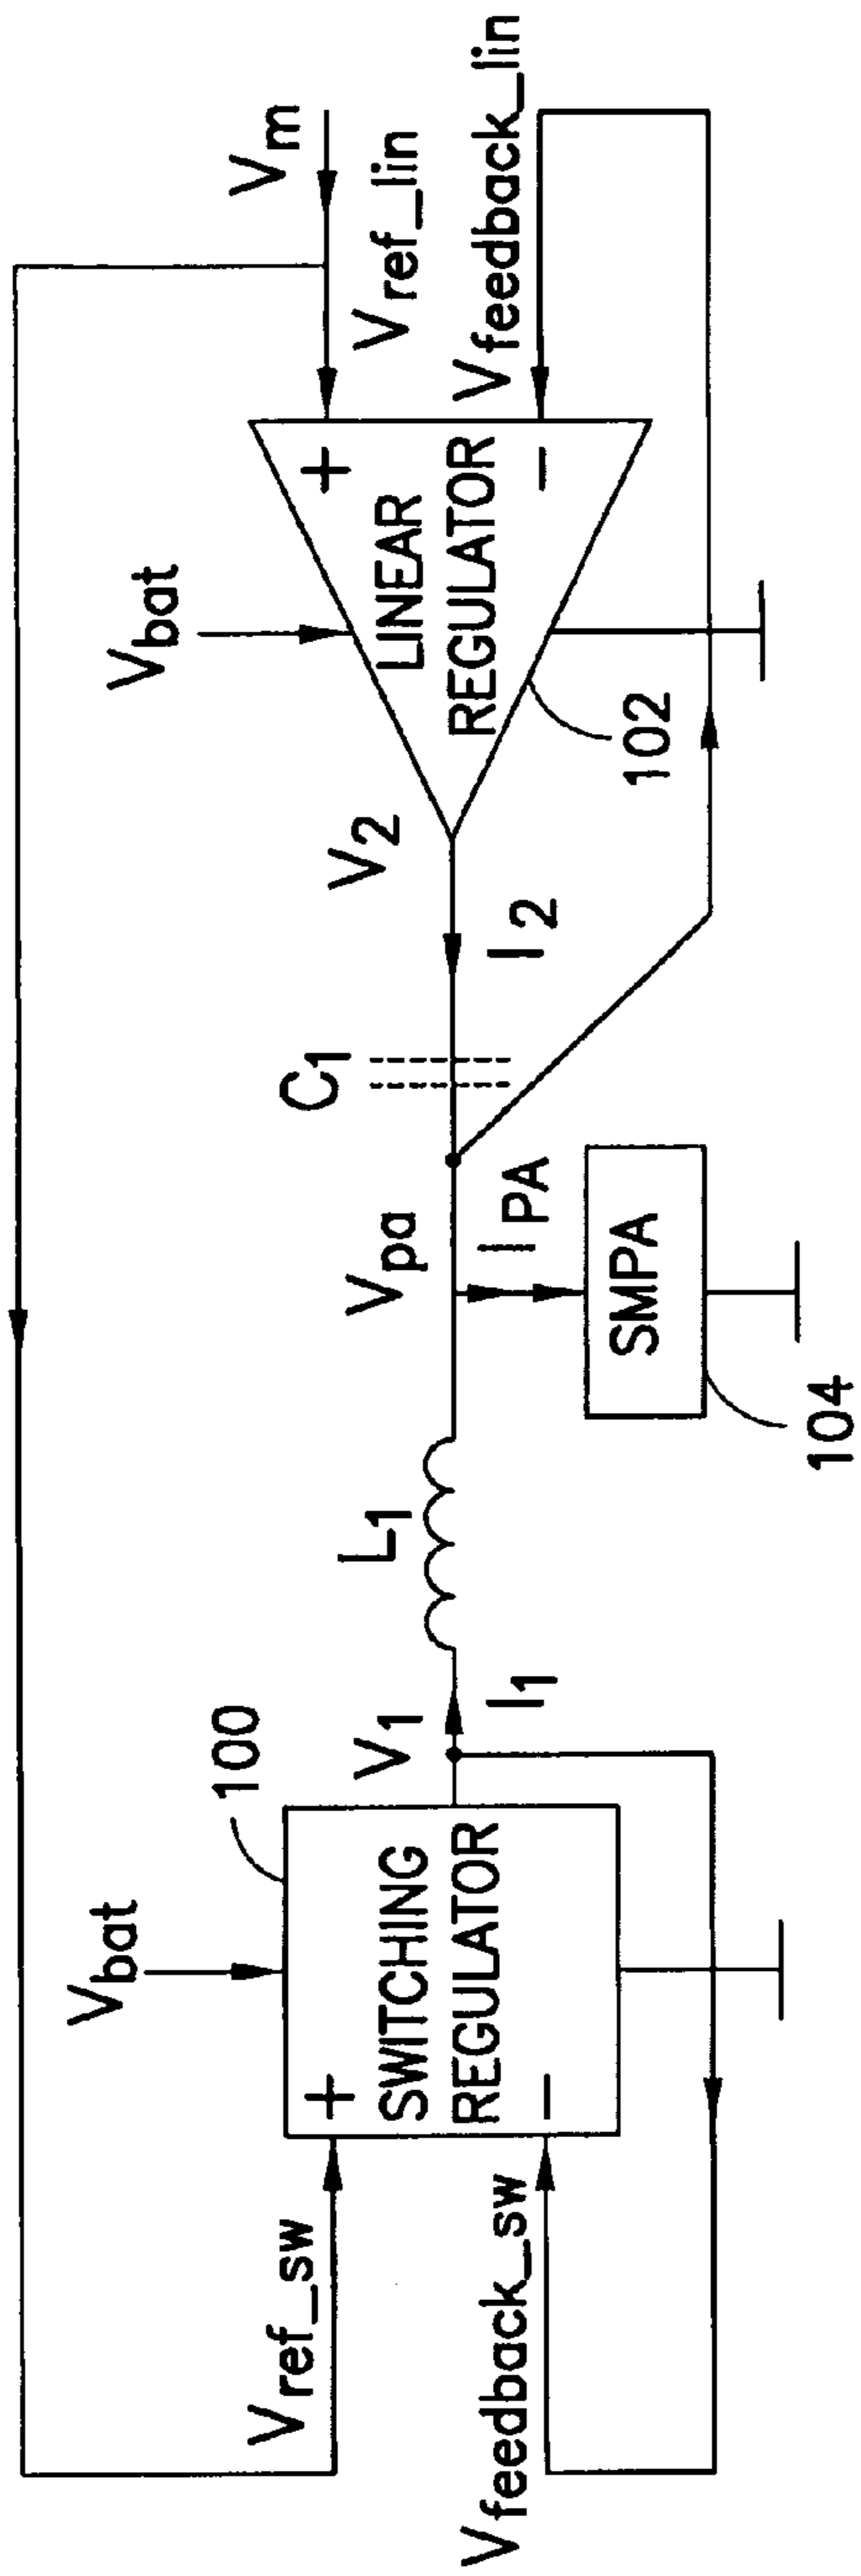 Vm
Vref_lin
Vfeedback_lin
Vbat
+
LINEAR
REGULATOR
−
102
V2
I2
C1
Vpa
IPA
SMPA
104
L1
V1
I1
100
Vbat
+
SWITCHING
REGULATOR
−
Vref_sw
Vfeedback_sw